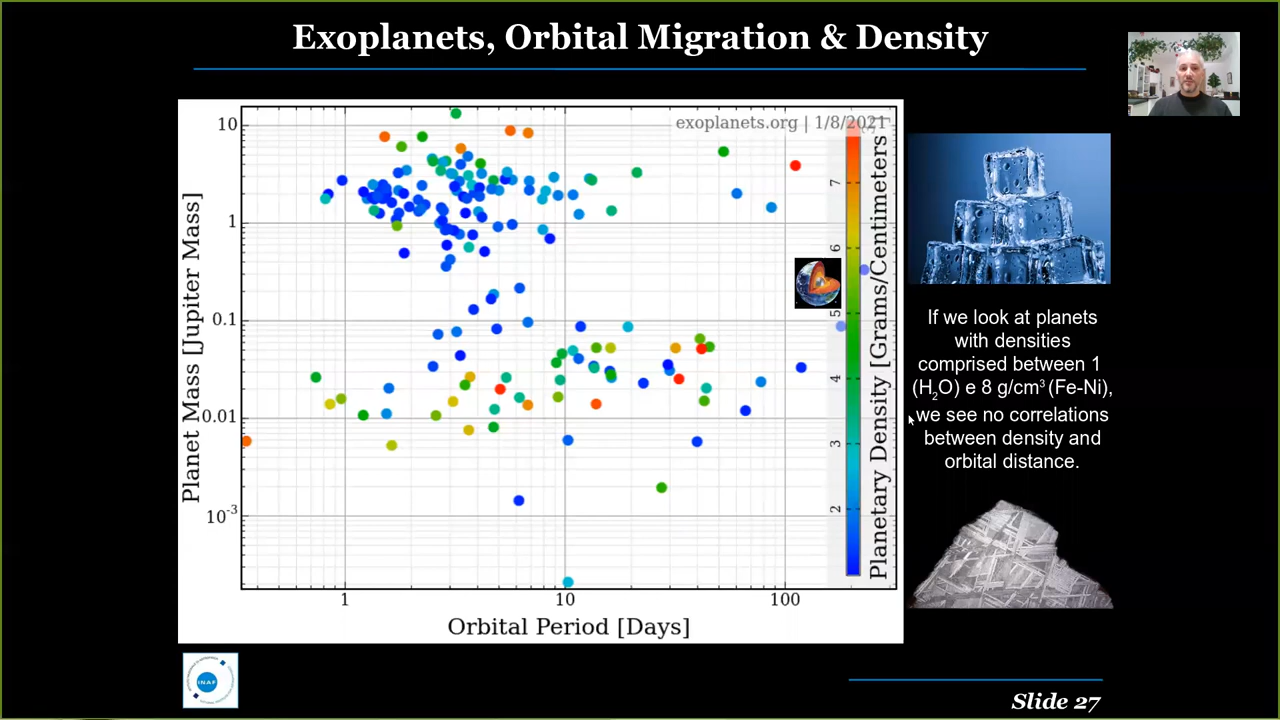 Exoplanets, Orbital Migration & Density
exoplanets.org | 1/8/2021
10
1
0.1
0.01
10⁻³
Planet Mass [Jupiter Mass]
1
10
100
Orbital Period [Days]
7
6
5
4
3
2
Planetary Density [Grams/Centimeters
If we look at planets
with densities
comprised between 1
(H₂O) e 8 g/cm³ (Fe-Ni),
we see no correlations
between density and
orbital distance.
INAF
Slide 27